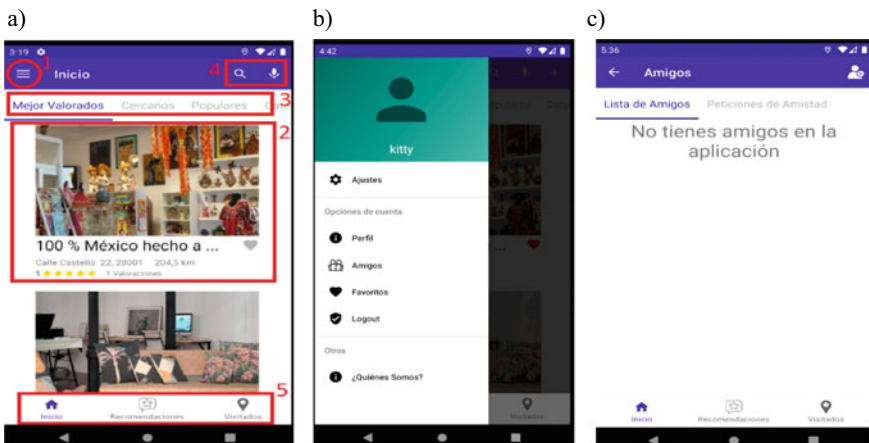 a)
b)
c)
3:19
1
Inicio
4
Mejor Valorados Cercanos Populares
3
2
100 % México hecho a ...
Calle Castelló 22, 28001 204,5 km
5 1 Valoraciones
5
Inicio Recomendaciones Visitados
4:42
kitty
Ajustes
Opciones de cuenta
Perfil
Amigos
Favoritos
Logout
Otros
¿Quiénes Somos?
Visitados
5:36
Amigos
Lista de Amigos Peticiones de Amistad
No tienes amigos en la
aplicación
Inicio Recomendaciones Visitados